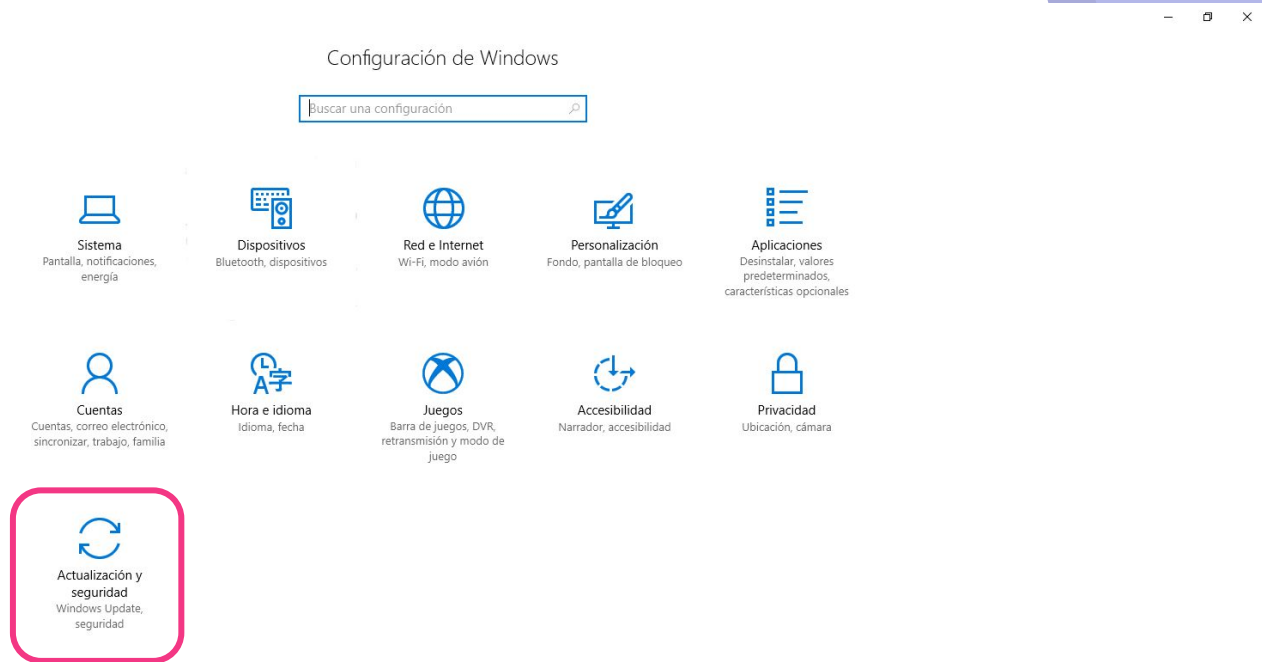 Configuración de Windows
Buscar una configuración
Sistema
Pantalla, notificaciones,
energía
Dispositivos
Bluetooth, dispositivos
Red e Internet
Wi-Fi, modo avión
Personalización
Fondo, pantalla de bloqueo
Aplicaciones
Desinstalar, valores
predeterminados,
características opcionales
Cuentas
Cuentas, correo electrónico,
sincronizar, trabajo, familia
Hora e idioma
Idioma, fecha
Juegos
Barra de juegos, DVR,
retransmisión y modo de
juego
Accesibilidad
Narrador, accesibilidad
Privacidad
Ubicación, cámara
Actualización y
seguridad
Windows Update,
seguridad